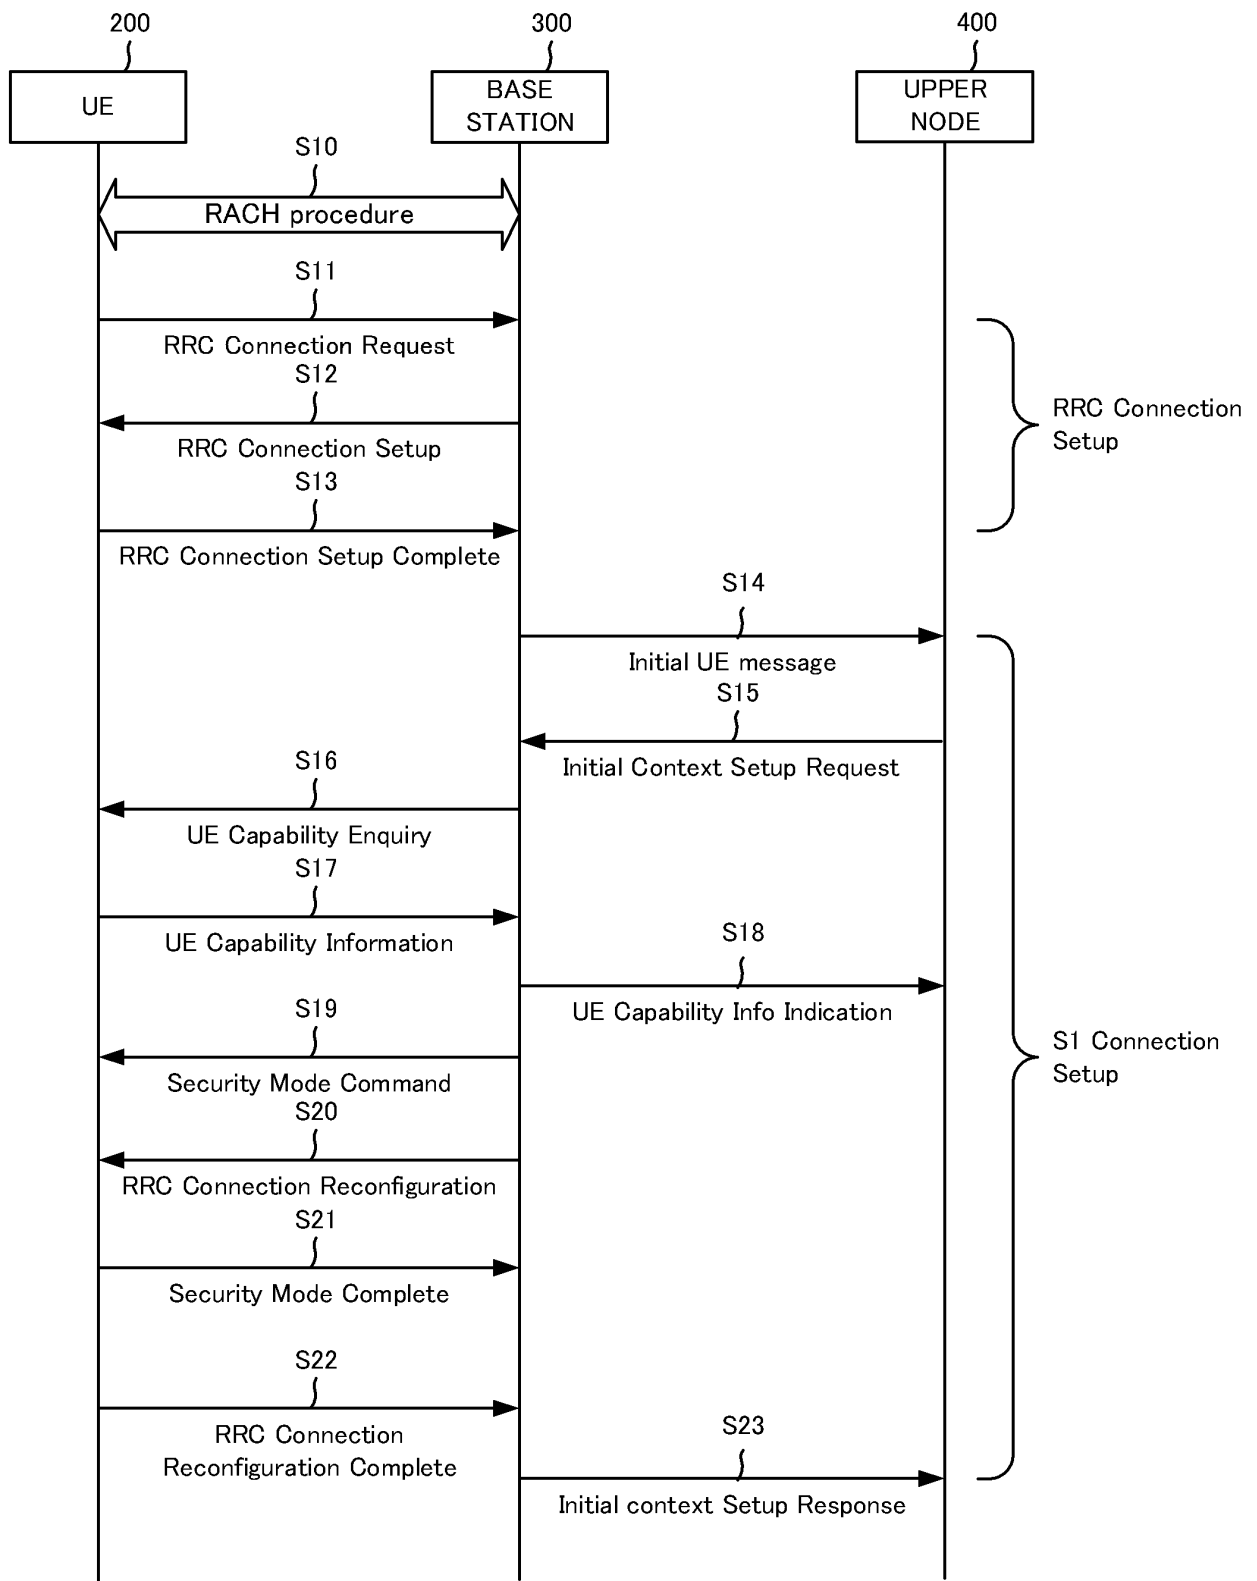 200
300
400
UE
BASE
STATION
UPPER
NODE
S10
RACH procedure
S11
RRC Connection Request
S12
RRC Connection Setup
S13
RRC Connection Setup Complete
RRC Connection
Setup
S14
Initial UE message
S15
Initial Context Setup Request
S16
UE Capability Enquiry
S17
UE Capability Information
S18
UE Capability Info Indication
S19
Security Mode Command
S1 Connection
Setup
S20
RRC Connection Reconfiguration
S21
Security Mode Complete
S22
RRC Connection
Reconfiguration Complete
S23
Initial context Setup Response